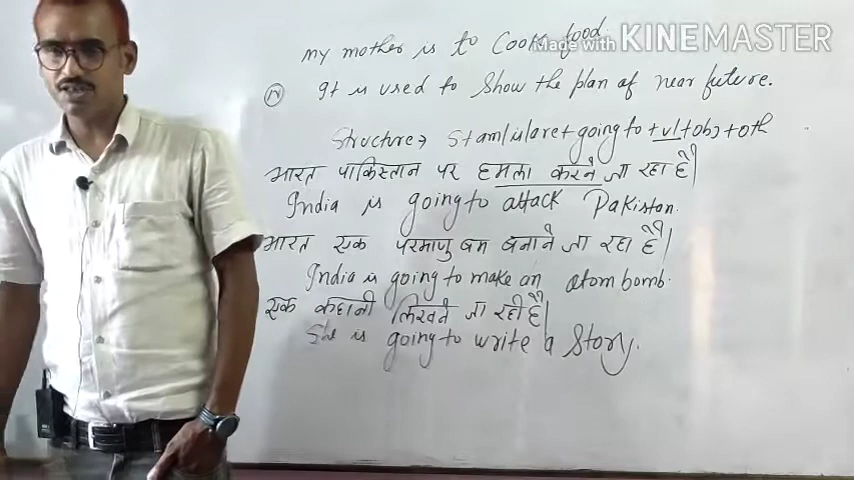 my mother is to Cook food.
Made with KINEMASTER
IV It is used to Show the plan of near future.
Structure→ S+am/is/are+going to+v1+obj+oth
भारत पाकिस्तान पर हमला करने जा रहा है|
India is going to attack Pakistan.
भारत एक परमाणु बम बनाने जा रहा है|
India is going to make an atom bomb.
एक कहानी लिखने जा रही है|
She is going to write a Story.